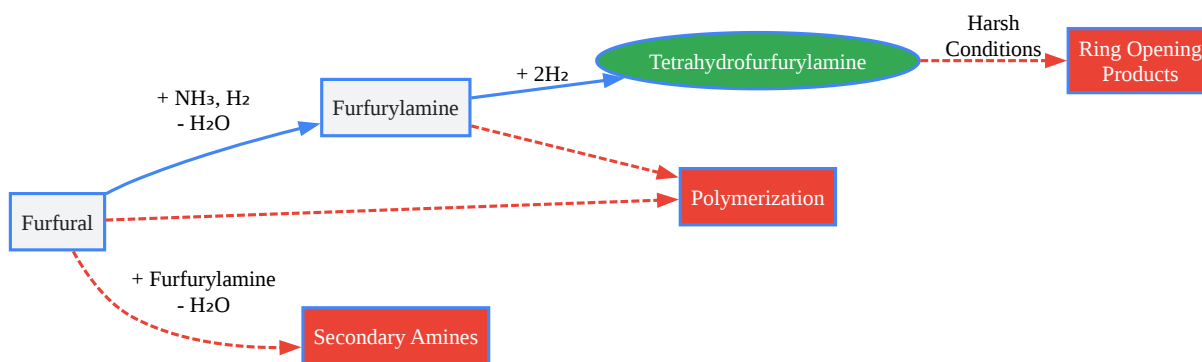 Harsh
Conditions
Ring Opening
Products
Tetrahydrofurfurylamine
+ 2H₂
+ NH₃, H₂
- H₂O
Furfurylamine
Polymerization
Furfural
+ Furfurylamine
- H₂O
Secondary Amines